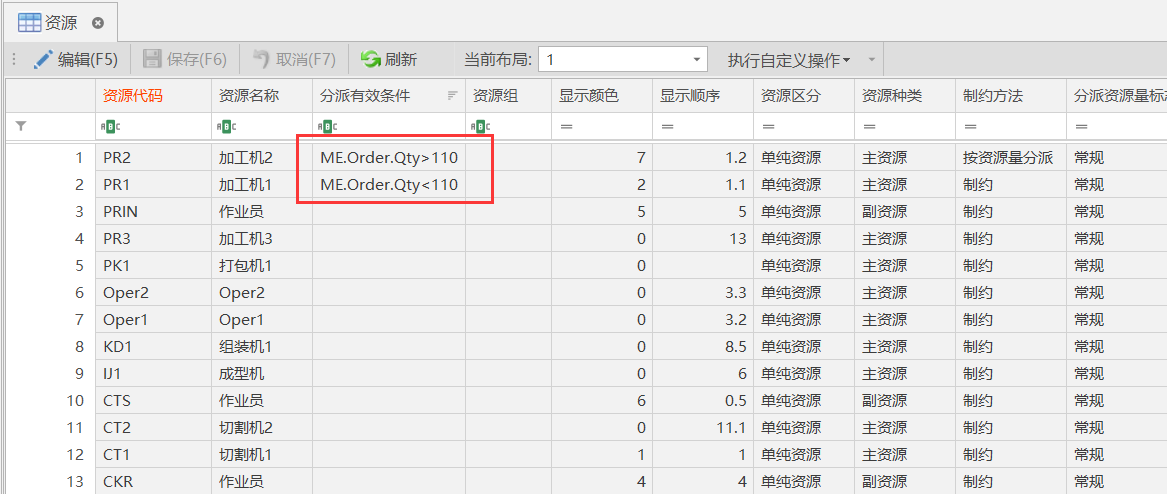 资源
编辑(F5) 保存(F6) 取消(F7) 刷新 当前布局: 1 执行自定义操作
资源代码 资源名称 分派有效条件 资源组 显示颜色 显示顺序 资源区分 资源种类 制约方法 分派资源量标
ABC ABC ABC ABC = = = = = =
1 PR2 加工机2 ME.Order.Qty>110 7 1.2 单纯资源 主资源 按资源量分派 常规
2 PR1 加工机1 ME.Order.Qty<110 2 1.1 单纯资源 主资源 制约 常规
3 PRIN 作业员 5 5 单纯资源 副资源 制约 常规
4 PR3 加工机3 0 13 单纯资源 主资源 制约 常规
5 PK1 打包机1 0 单纯资源 主资源 制约 常规
6 Oper2 Oper2 0 3.3 单纯资源 主资源 制约 常规
7 Oper1 Oper1 0 3.2 单纯资源 主资源 制约 常规
8 KD1 组装机1 0 8.5 单纯资源 主资源 制约 常规
9 IJ1 成型机 0 6 单纯资源 主资源 制约 常规
10 CTS 作业员 6 0.5 单纯资源 副资源 制约 常规
11 CT2 切割机2 0 11.1 单纯资源 主资源 制约 常规
12 CT1 切割机1 1 1 单纯资源 主资源 制约 常规
13 CKR 作业员 4 4 单纯资源 副资源 制约 常规